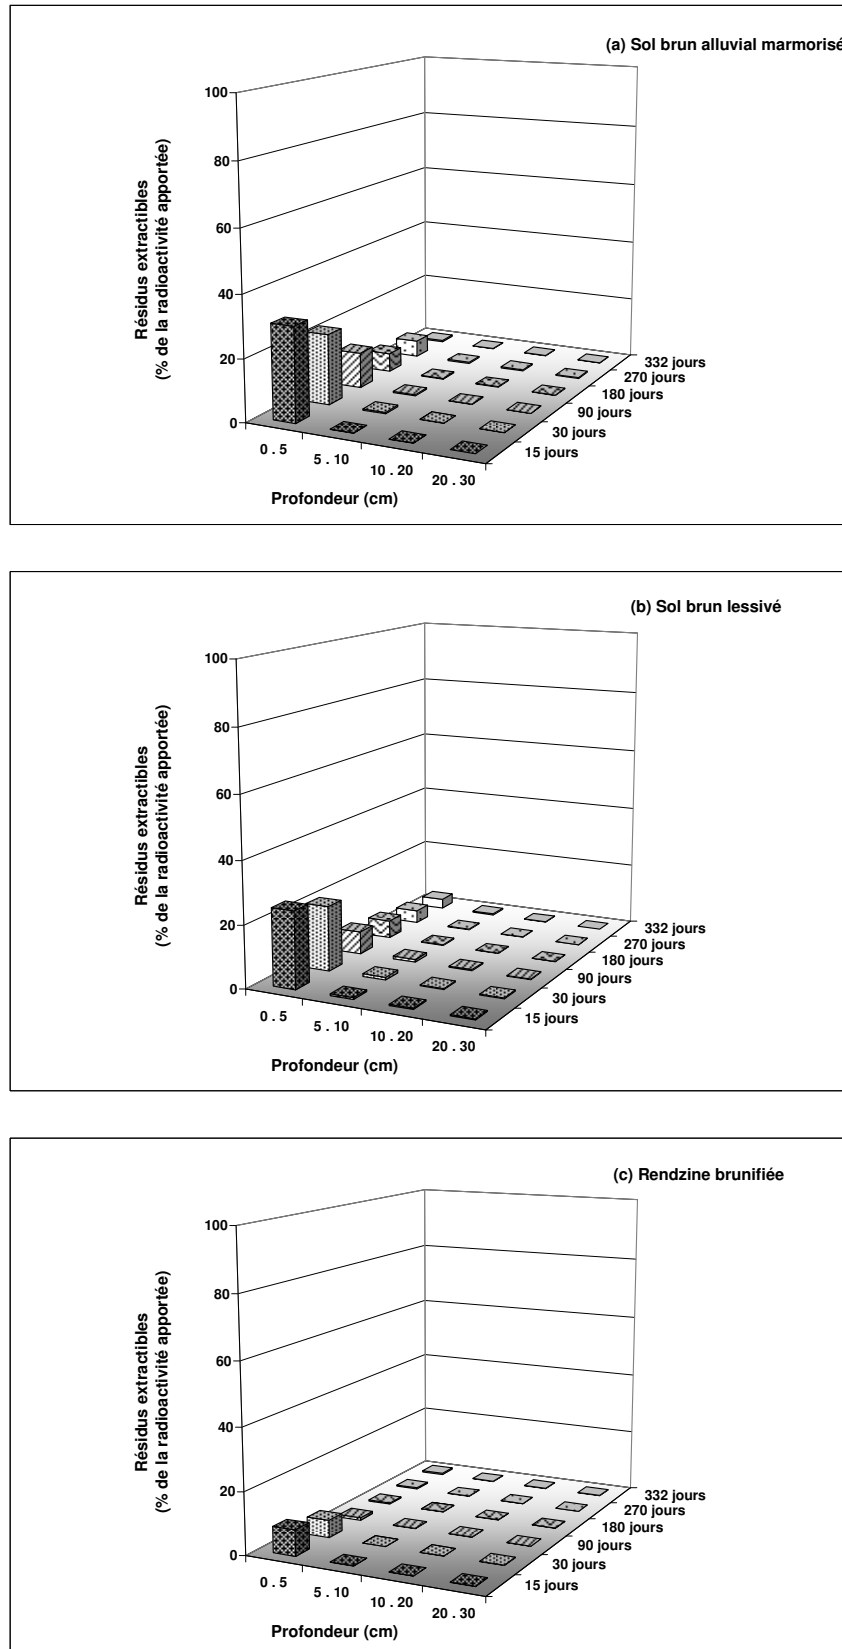 (a) Sol brun alluvial marmorisé
Résidus extractibles
(% de la radioactivité apportée)
100
80
60
40
20
0
0 . 5
5 . 10
10 . 20
20 . 30
Profondeur (cm)
332 jours
270 jours
180 jours
90 jours
30 jours
15 jours
(b) Sol brun lessivé
Résidus extractibles
(% de la radioactivité apportée)
100
80
60
40
20
0
0 . 5
5 . 10
10 . 20
20 . 30
Profondeur (cm)
332 jours
270 jours
180 jours
90 jours
30 jours
15 jours
(c) Rendzine brunifiée
Résidus extractibles
(% de la radioactivité apportée)
100
80
60
40
20
0
0 . 5
5 . 10
10 . 20
20 . 30
Profondeur (cm)
332 jours
270 jours
180 jours
90 jours
30 jours
15 jours